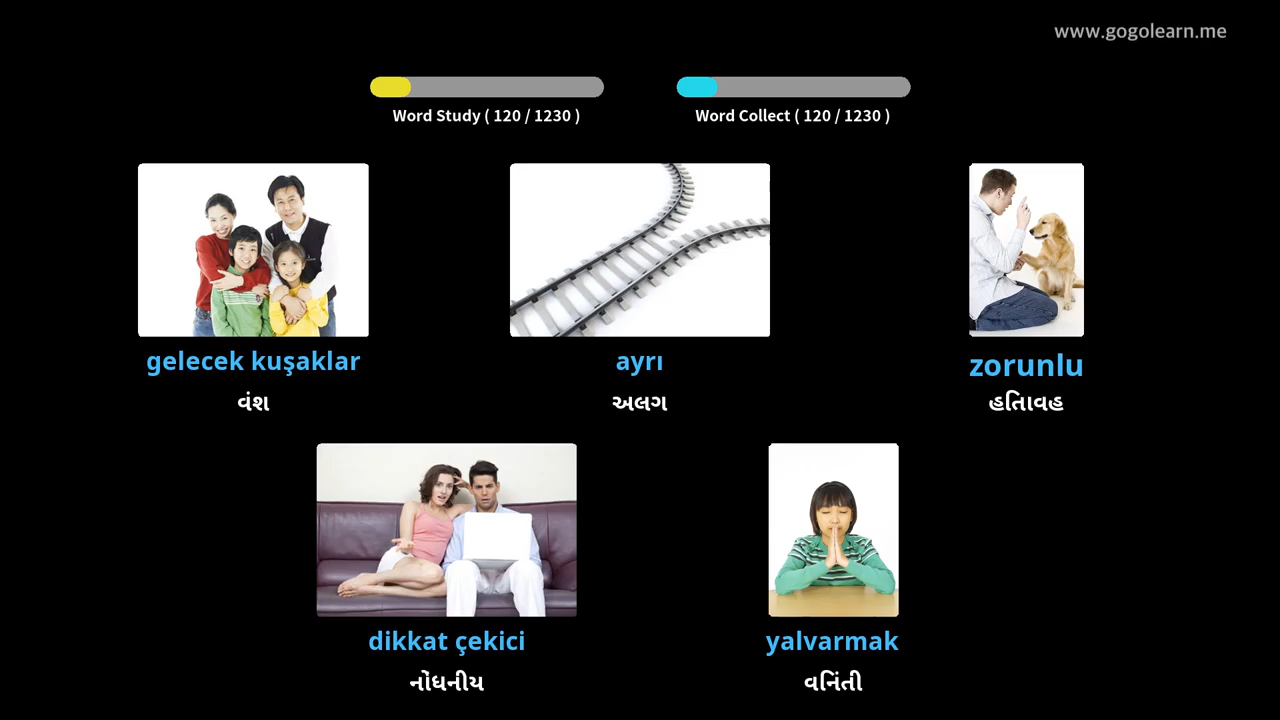 www.gogolearn.me
Word Study ( 120 / 1230 )
Word Collect ( 120 / 1230 )
gelecek kuşaklar
ayrı
zorunlu
વંશ
અલગ
હતિાવહ
dikkat çekici
yalvarmak
નોંધનીય
વનિંતી